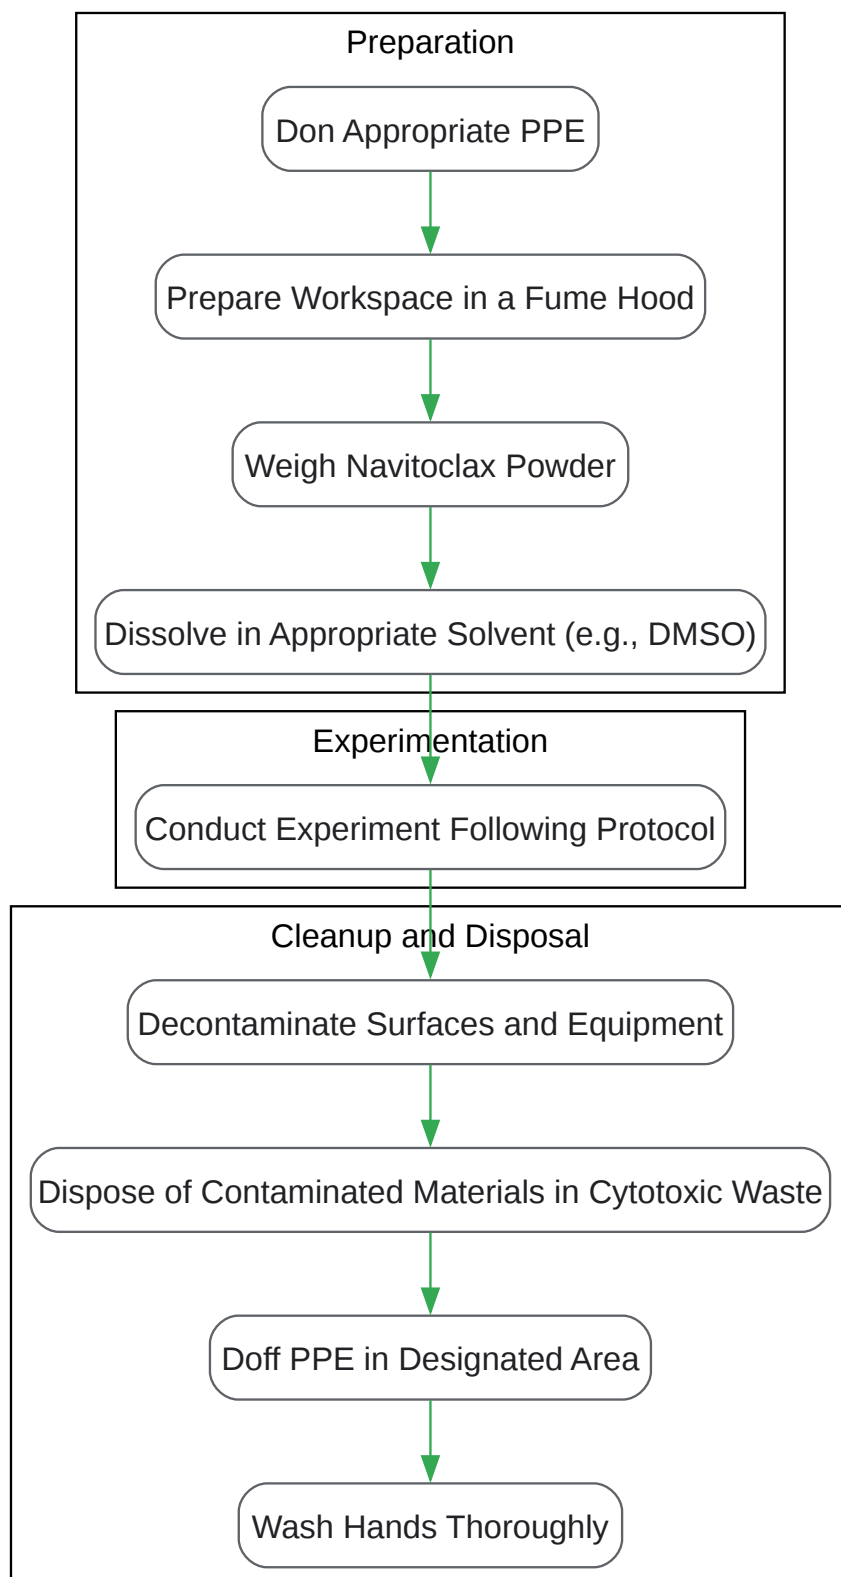 Preparation
Don Appropriate PPE
Prepare Workspace in a Fume Hood
Weigh Navitoclax Powder
Dissolve in Appropriate Solvent (e.g., DMSO)
Experimentation
Conduct Experiment Following Protocol
Cleanup and Disposal
Decontaminate Surfaces and Equipment
Dispose of Contaminated Materials in Cytotoxic Waste
Doff PPE in Designated Area
Wash Hands Thoroughly